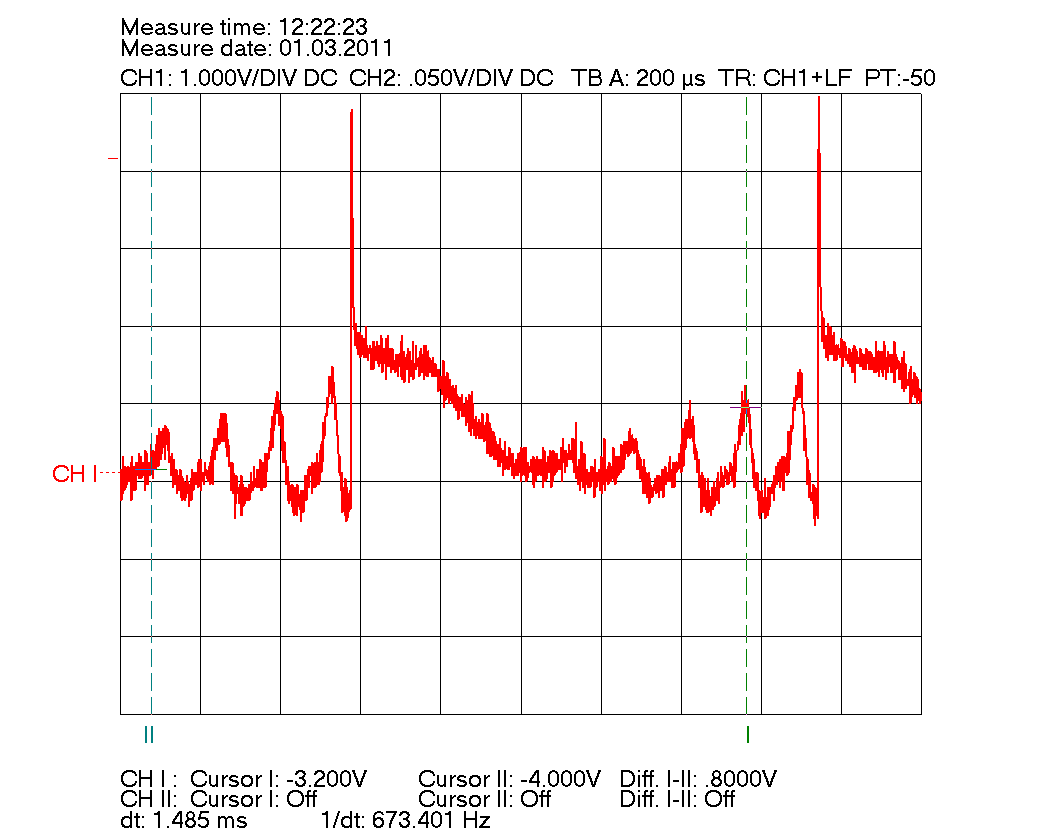 Measure time: 12:22:23
Measure date: 01.03.2011
CH1: 1.000V/DIV DC CH2: .050V/DIV DC TB A: 200 µs TR: CH1+LF PT:-50
CH I
II I
CH I : Cursor I: -3.200V Cursor II: -4.000V Diff. I-II: .8000V
CH II: Cursor I: Off Cursor II: Off Diff. I-II: Off
dt: 1.485 ms 1/dt: 673.401 Hz